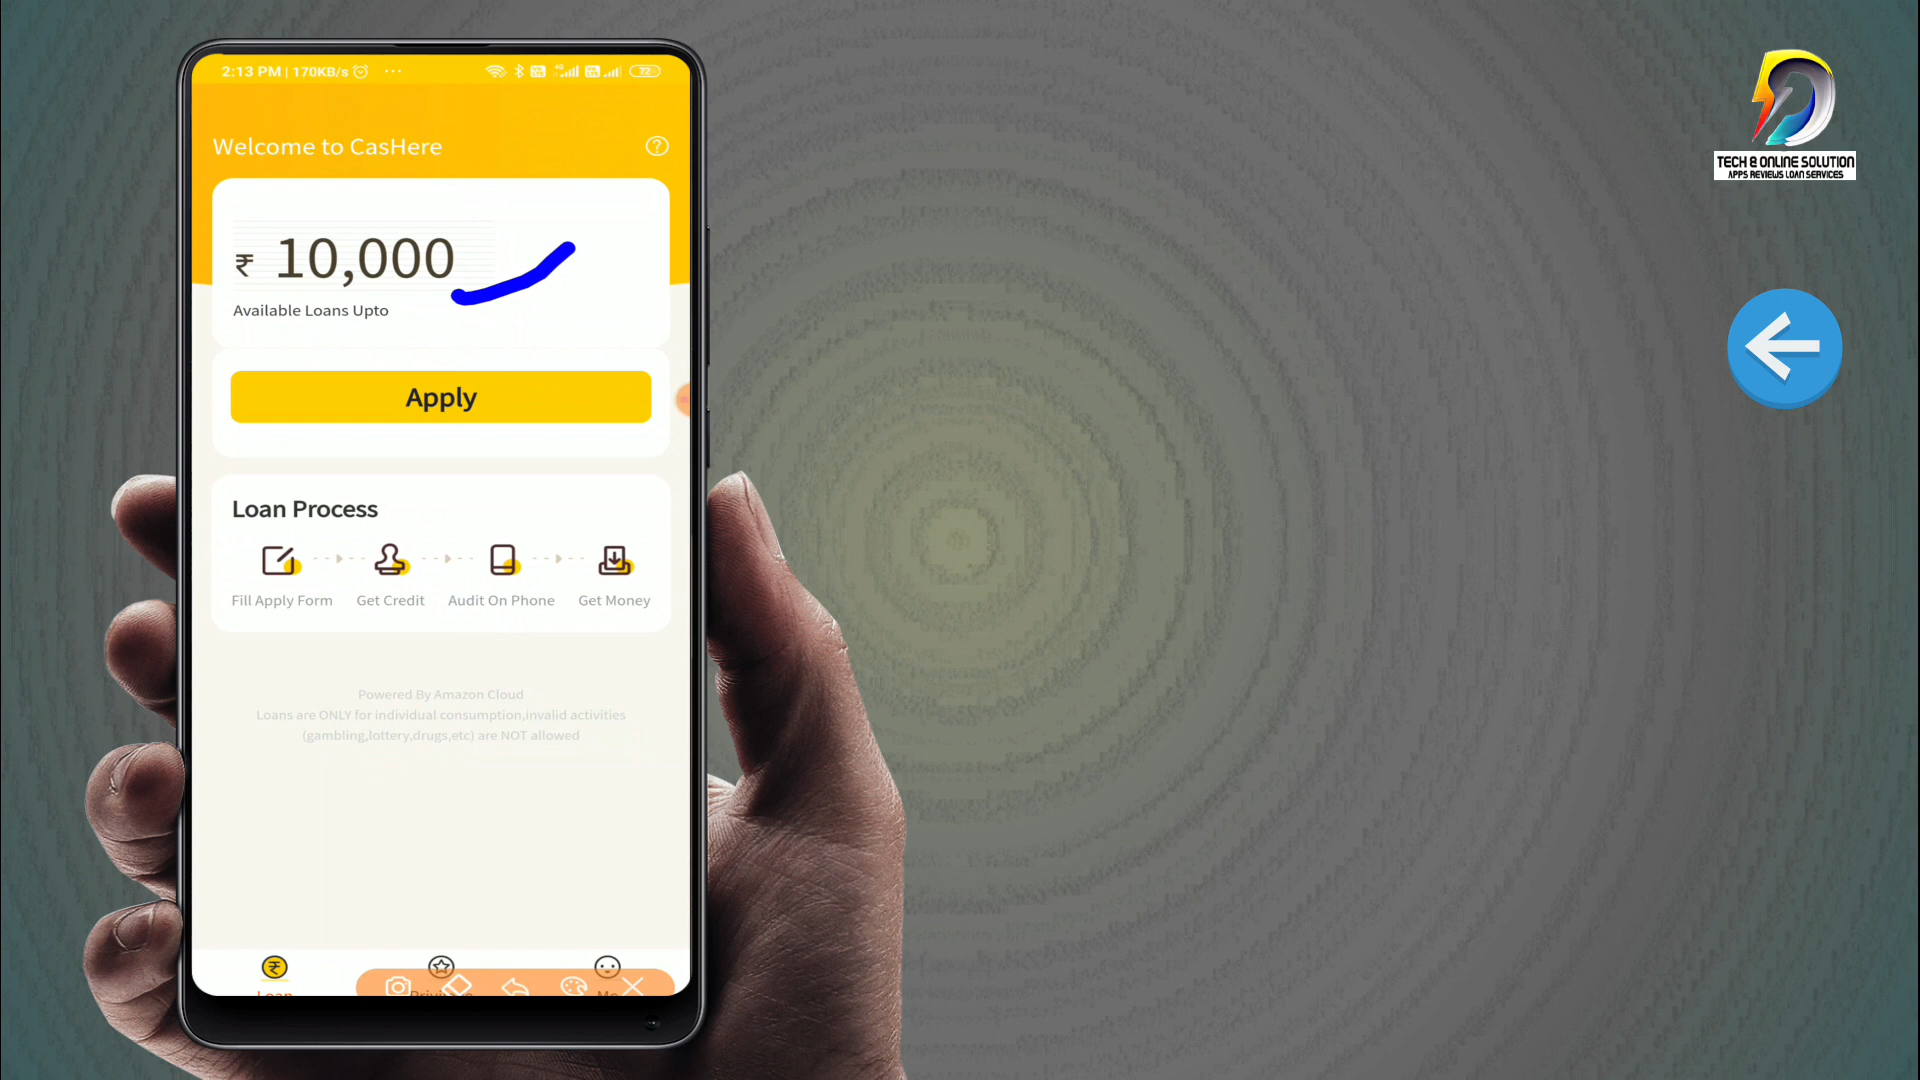 2:13 PM | 170KB/s
72
Welcome to CasHere
₹ 10,000
Available Loans Upto
Apply
Loan Process
Fill Apply Form
Get Credit
Audit On Phone
Get Money
Powered By Amazon Cloud
Loans are ONLY for individual consumption,invalid activities
(gambling,lottery,drugs,etc) are NOT allowed
Loan
Me
TECH & ONLINE SOLUTION
APPS REVIEWS LOAN SERVICES